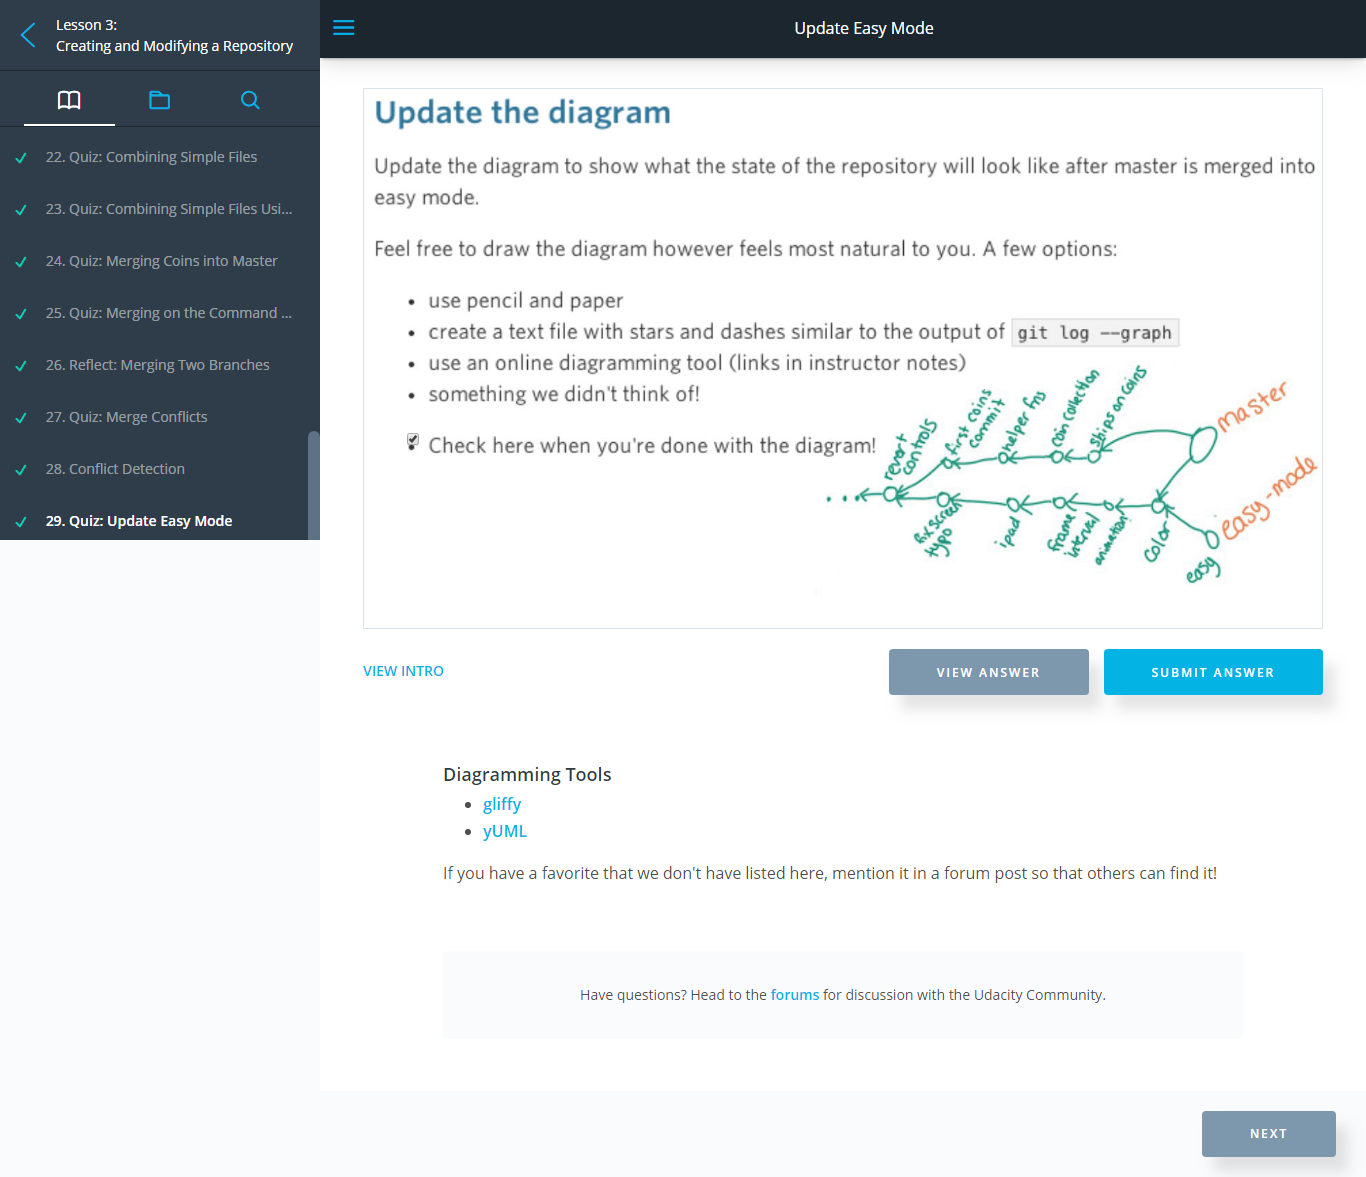 Lesson 3:
Creating and Modifying a Repository
Update Easy Mode
22. Quiz: Combining Simple Files
23. Quiz: Combining Simple Files Usi...
24. Quiz: Merging Coins into Master
25. Quiz: Merging on the Command ...
26. Reflect: Merging Two Branches
27. Quiz: Merge Conflicts
28. Conflict Detection
29. Quiz: Update Easy Mode
Update the diagram
Update the diagram to show what the state of the repository will look like after master is merged into
easy mode.
Feel free to draw the diagram however feels most natural to you. A few options:
• use pencil and paper
• create a text file with stars and dashes similar to the output of git log --graph
• use an online diagramming tool (links in instructor notes)
• something we didn't think of!
Check here when you're done with the diagram!
revert
controls
first coins
commit
helper fns
coin collection
ships on coins
master
easy-mode
fix screen
typo
ipad
frame
interval
animation
color
easy
VIEW INTRO
VIEW ANSWER
SUBMIT ANSWER
Diagramming Tools
• gliffy
• yUML
If you have a favorite that we don't have listed here, mention it in a forum post so that others can find it!
Have questions? Head to the forums for discussion with the Udacity Community.
NEXT